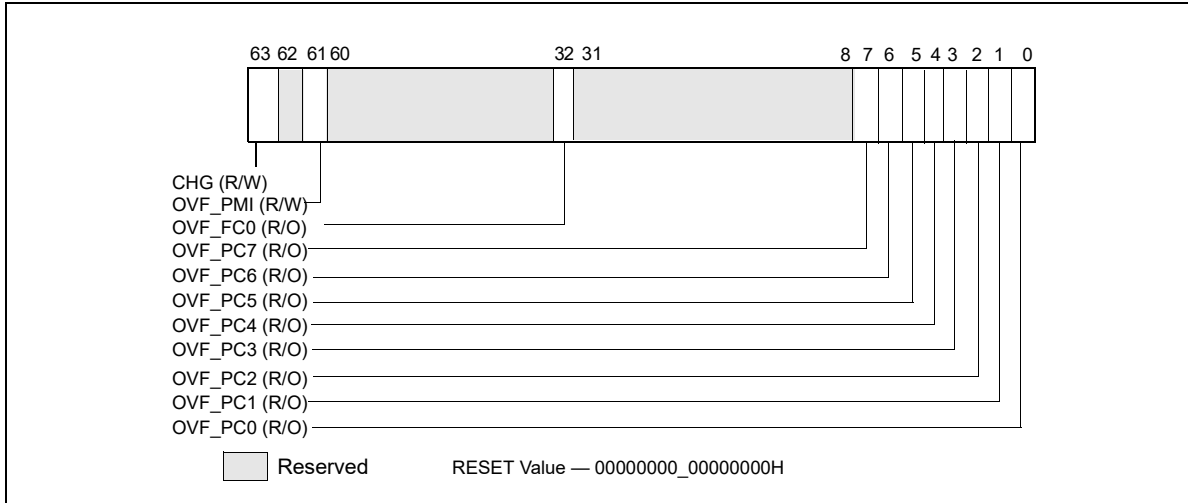 63 62 61 60 32 31 8 7 6 5 4 3 2 1 0
CHG (R/W)
OVF_PMI (R/W)
OVF_FC0 (R/O)
OVF_PC7 (R/O)
OVF_PC6 (R/O)
OVF_PC5 (R/O)
OVF_PC4 (R/O)
OVF_PC3 (R/O)
OVF_PC2 (R/O)
OVF_PC1 (R/O)
OVF_PC0 (R/O)
Reserved RESET Value — 00000000_00000000H